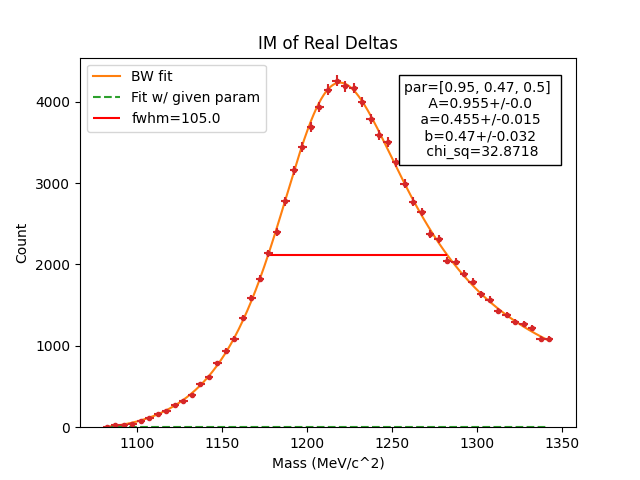 IM of Real Deltas
BW fit
Fit w/ given param
fwhm=105.0
par=[0.95, 0.47, 0.5]
A=0.955+/-0.0
a=0.455+/-0.015
b=0.47+/-0.032
chi_sq=32.8718
4000
3000
2000
1000
0
Count
1100 1150 1200 1250 1300 1350
Mass (MeV/c^2)